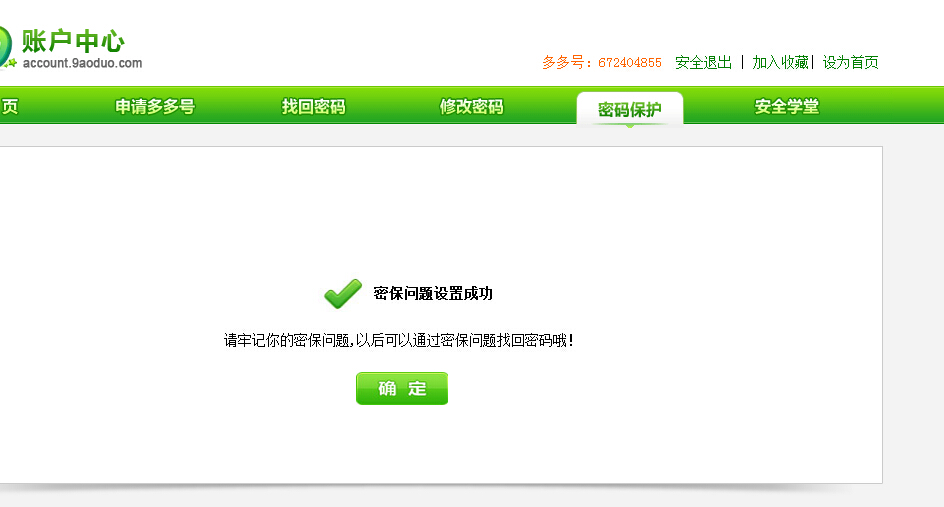 账户中心
account.9aoduo.com
多多号：672404855 安全退出 | 加入收藏 | 设为首页
页 申请多多号 找回密码 修改密码 密码保护 安全学堂
密保问题设置成功
请牢记你的密保问题,以后可以通过密保问题找回密码哦!
确 定